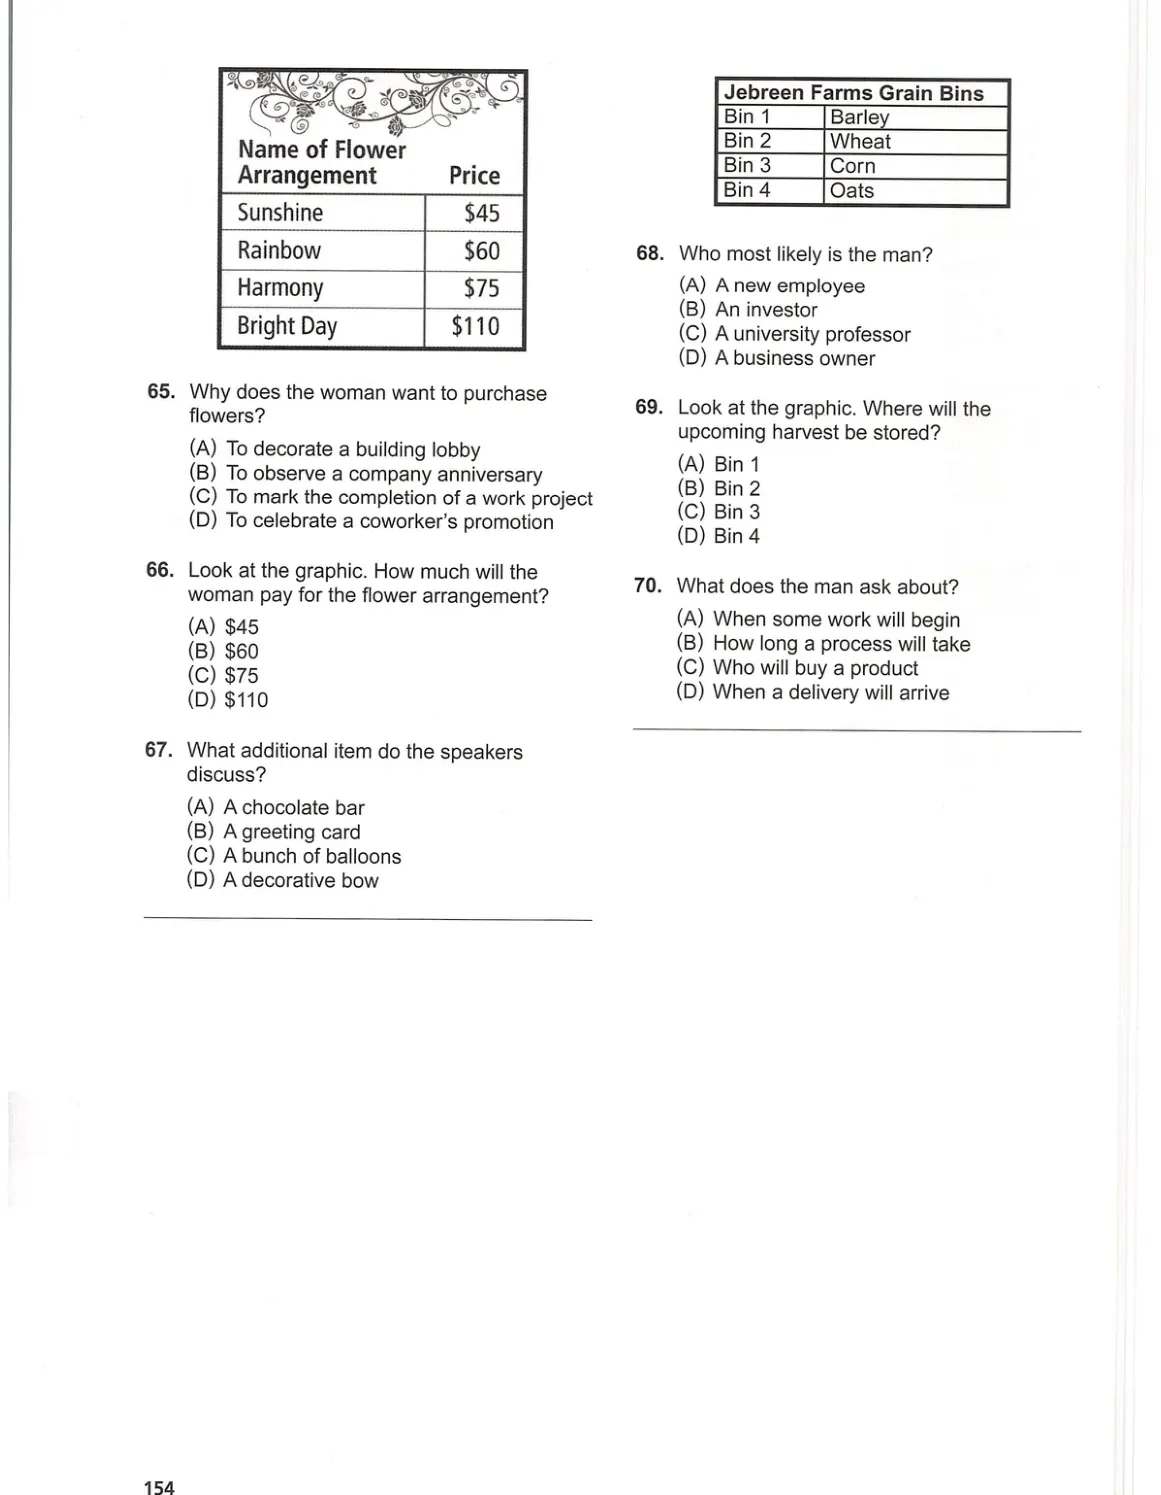 Name of Flower
Arrangement Price
Sunshine $45
Rainbow $60
Harmony $75
Bright Day $110
65. Why does the woman want to purchase
flowers?
(A) To decorate a building lobby
(B) To observe a company anniversary
(C) To mark the completion of a work project
(D) To celebrate a coworker's promotion
66. Look at the graphic. How much will the
woman pay for the flower arrangement?
(A) $45
(B) $60
(C) $75
(D) $110
67. What additional item do the speakers
discuss?
(A) A chocolate bar
(B) A greeting card
(C) A bunch of balloons
(D) A decorative bow
Jebreen Farms Grain Bins
Bin 1 Barley
Bin 2 Wheat
Bin 3 Corn
Bin 4 Oats
68. Who most likely is the man?
(A) A new employee
(B) An investor
(C) A university professor
(D) A business owner
69. Look at the graphic. Where will the
upcoming harvest be stored?
(A) Bin 1
(B) Bin 2
(C) Bin 3
(D) Bin 4
70. What does the man ask about?
(A) When some work will begin
(B) How long a process will take
(C) Who will buy a product
(D) When a delivery will arrive
154